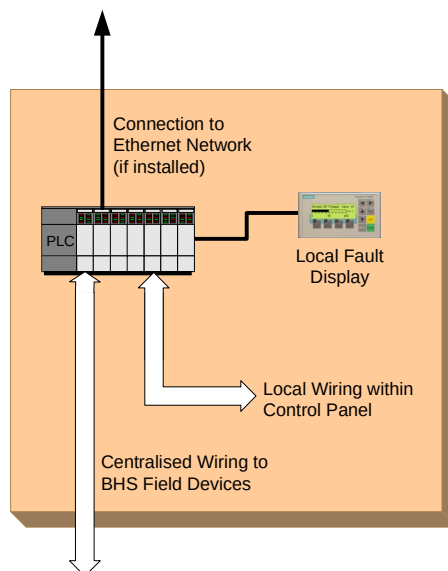 Connection to
Ethernet Network
(if installed)
PLC
Local Fault
Display
Local Wiring within
Control Panel
Centralised Wiring to
BHS Field Devices